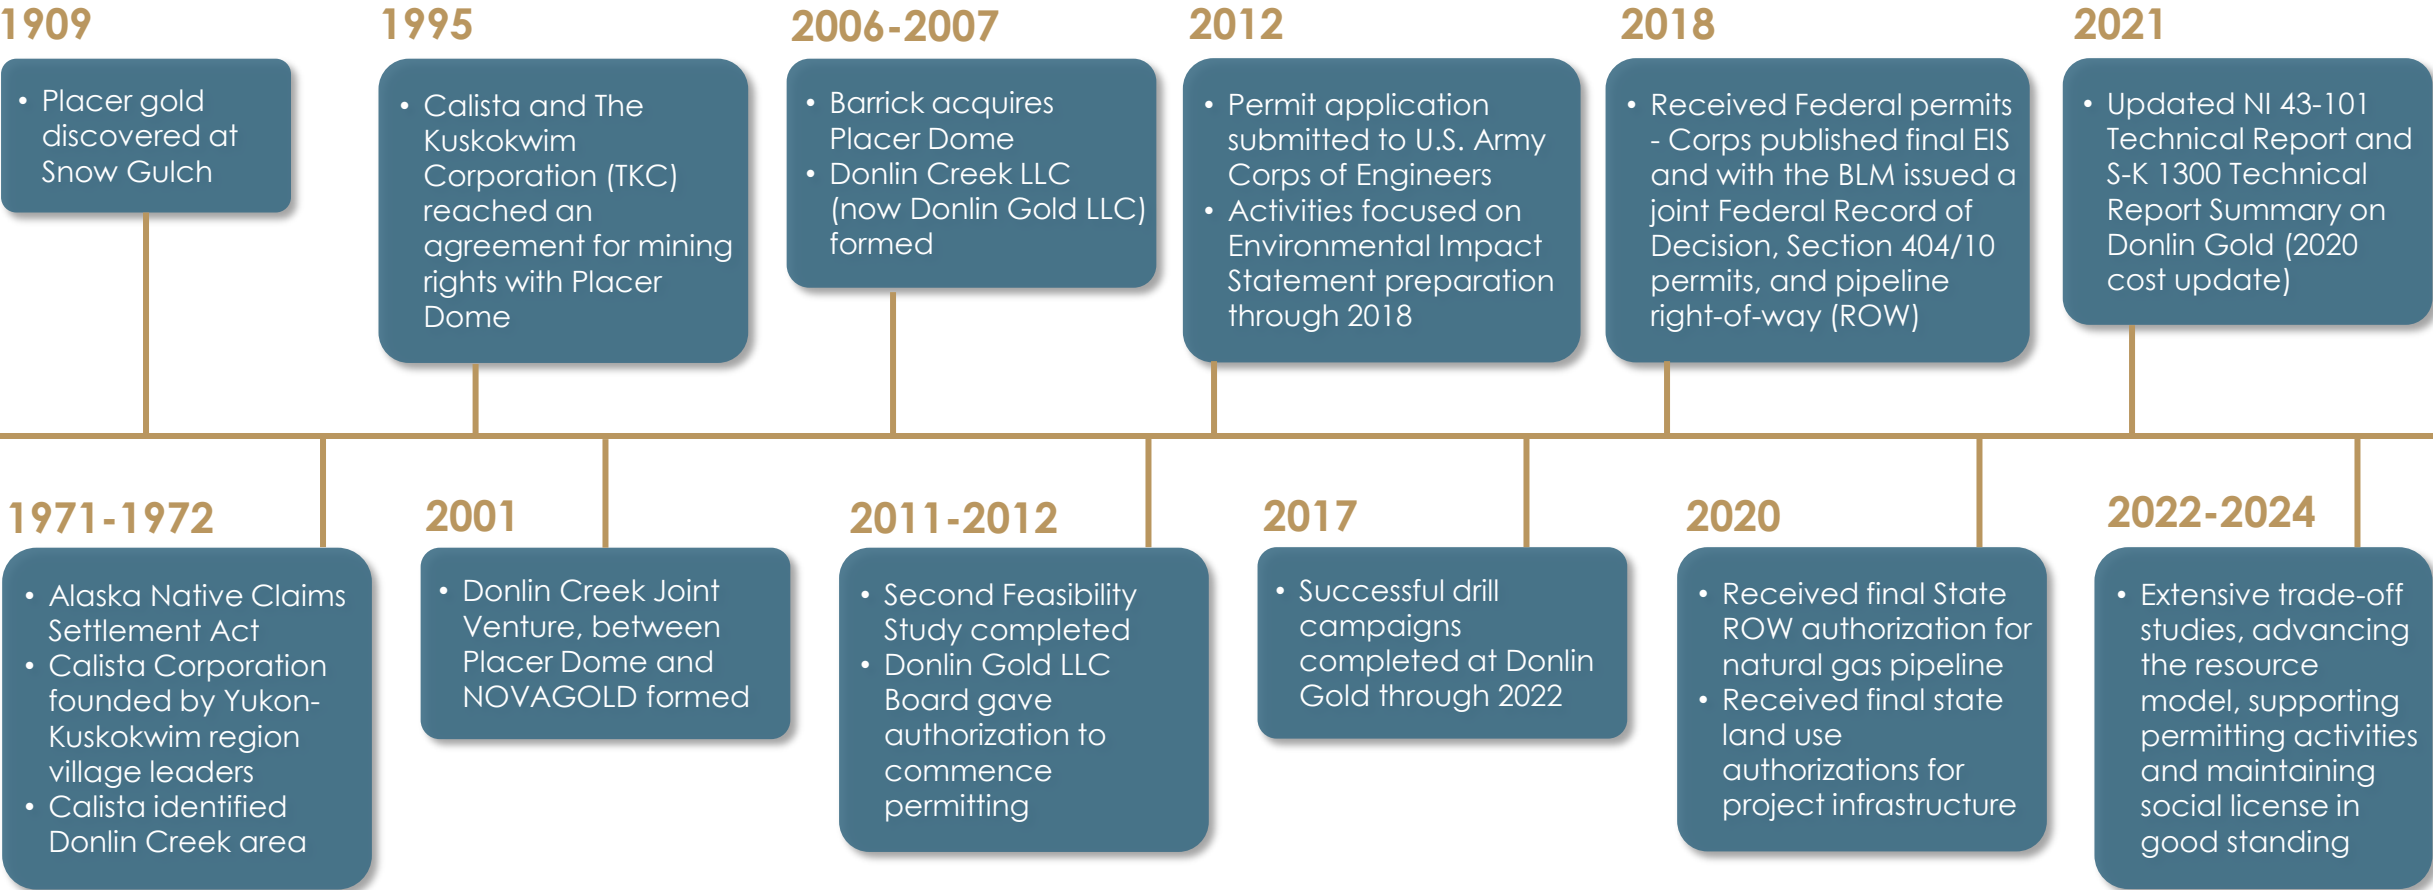 1909
• Placer gold
discovered at
Snow Gulch
1971-1972
• Alaska Native Claims
Settlement Act
• Calista Corporation
founded by Yukon-
Kuskokwim region
village leaders
• Calista identified
Donlin Creek area
1995
• Calista and The
Kuskokwim
Corporation (TKC)
reached an
agreement for mining
rights with Placer
Dome
2001
• Donlin Creek Joint
Venture, between
Placer Dome and
NOVAGOLD formed
2006-2007
• Barrick acquires
Placer Dome
• Donlin Creek LLC
(now Donlin Gold LLC)
formed
2011-2012
• Second Feasibility
Study completed
• Donlin Gold LLC
Board gave
authorization to
commence
permitting
2012
• Permit application
submitted to U.S. Army
Corps of Engineers
• Activities focused on
Environmental Impact
Statement preparation
through 2018
2017
• Successful drill
campaigns
completed at Donlin
Gold through 2022
2018
• Received Federal permits
- Corps published final EIS
and with the BLM issued a
joint Federal Record of
Decision, Section 404/10
permits, and pipeline
right-of-way (ROW)
2020
• Received final State
ROW authorization for
natural gas pipeline
• Received final state
land use
authorizations for
project infrastructure
2021
• Updated NI 43-101
Technical Report and
S-K 1300 Technical
Report Summary on
Donlin Gold (2020
cost update)
2022-2024
• Extensive trade-off
studies, advancing
the resource
model, supporting
permitting activities
and maintaining
social license in
good standing